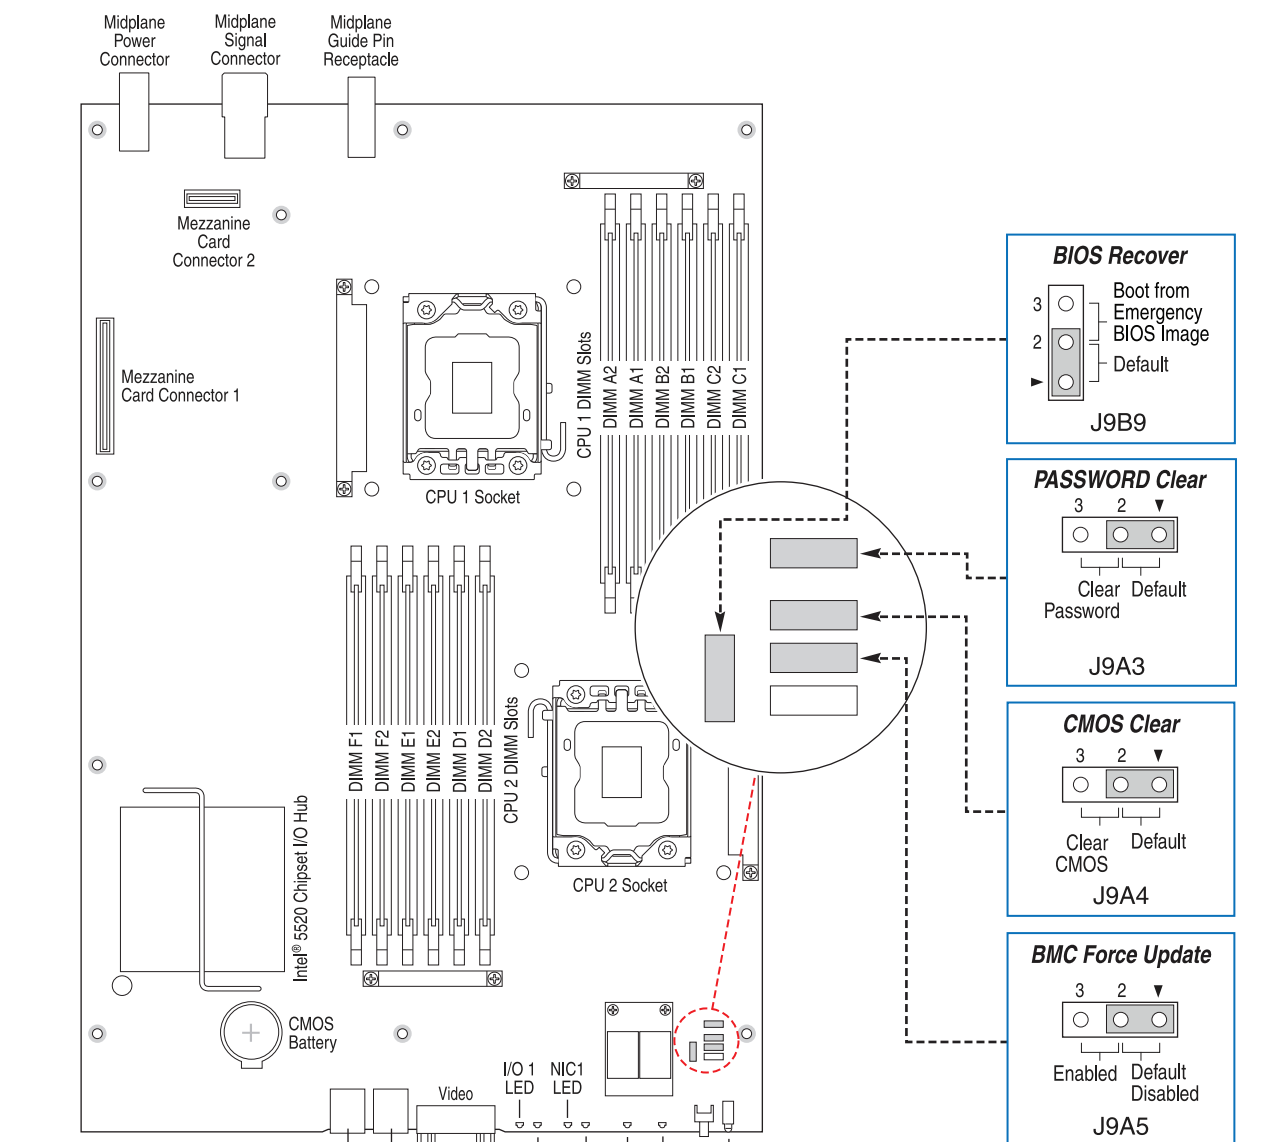 Midplane
Power
Connector
Midplane
Signal
Connector
Midplane
Guide Pin
Receptacle
Mezzanine
Card
Connector 2
Mezzanine
Card Connector 1
CPU 1 Socket
CPU 1 DIMM Slots
DIMM A2
DIMM A1
DIMM B2
DIMM B1
DIMM C2
DIMM C1
DIMM F1
DIMM F2
DIMM E1
DIMM E2
DIMM D1
DIMM D2
CPU 2 DIMM Slots
CPU 2 Socket
Intel® 5520 Chipset I/O Hub
CMOS
Battery
Video
I/O 1
LED
NIC1
LED
BIOS Recover
3
2
Boot from
Emergency
BIOS Image
Default
J9B9
PASSWORD Clear
3 2
Clear
Password
Default
J9A3
CMOS Clear
3 2
Clear
CMOS
Default
J9A4
BMC Force Update
3 2
Enabled
Default
Disabled
J9A5